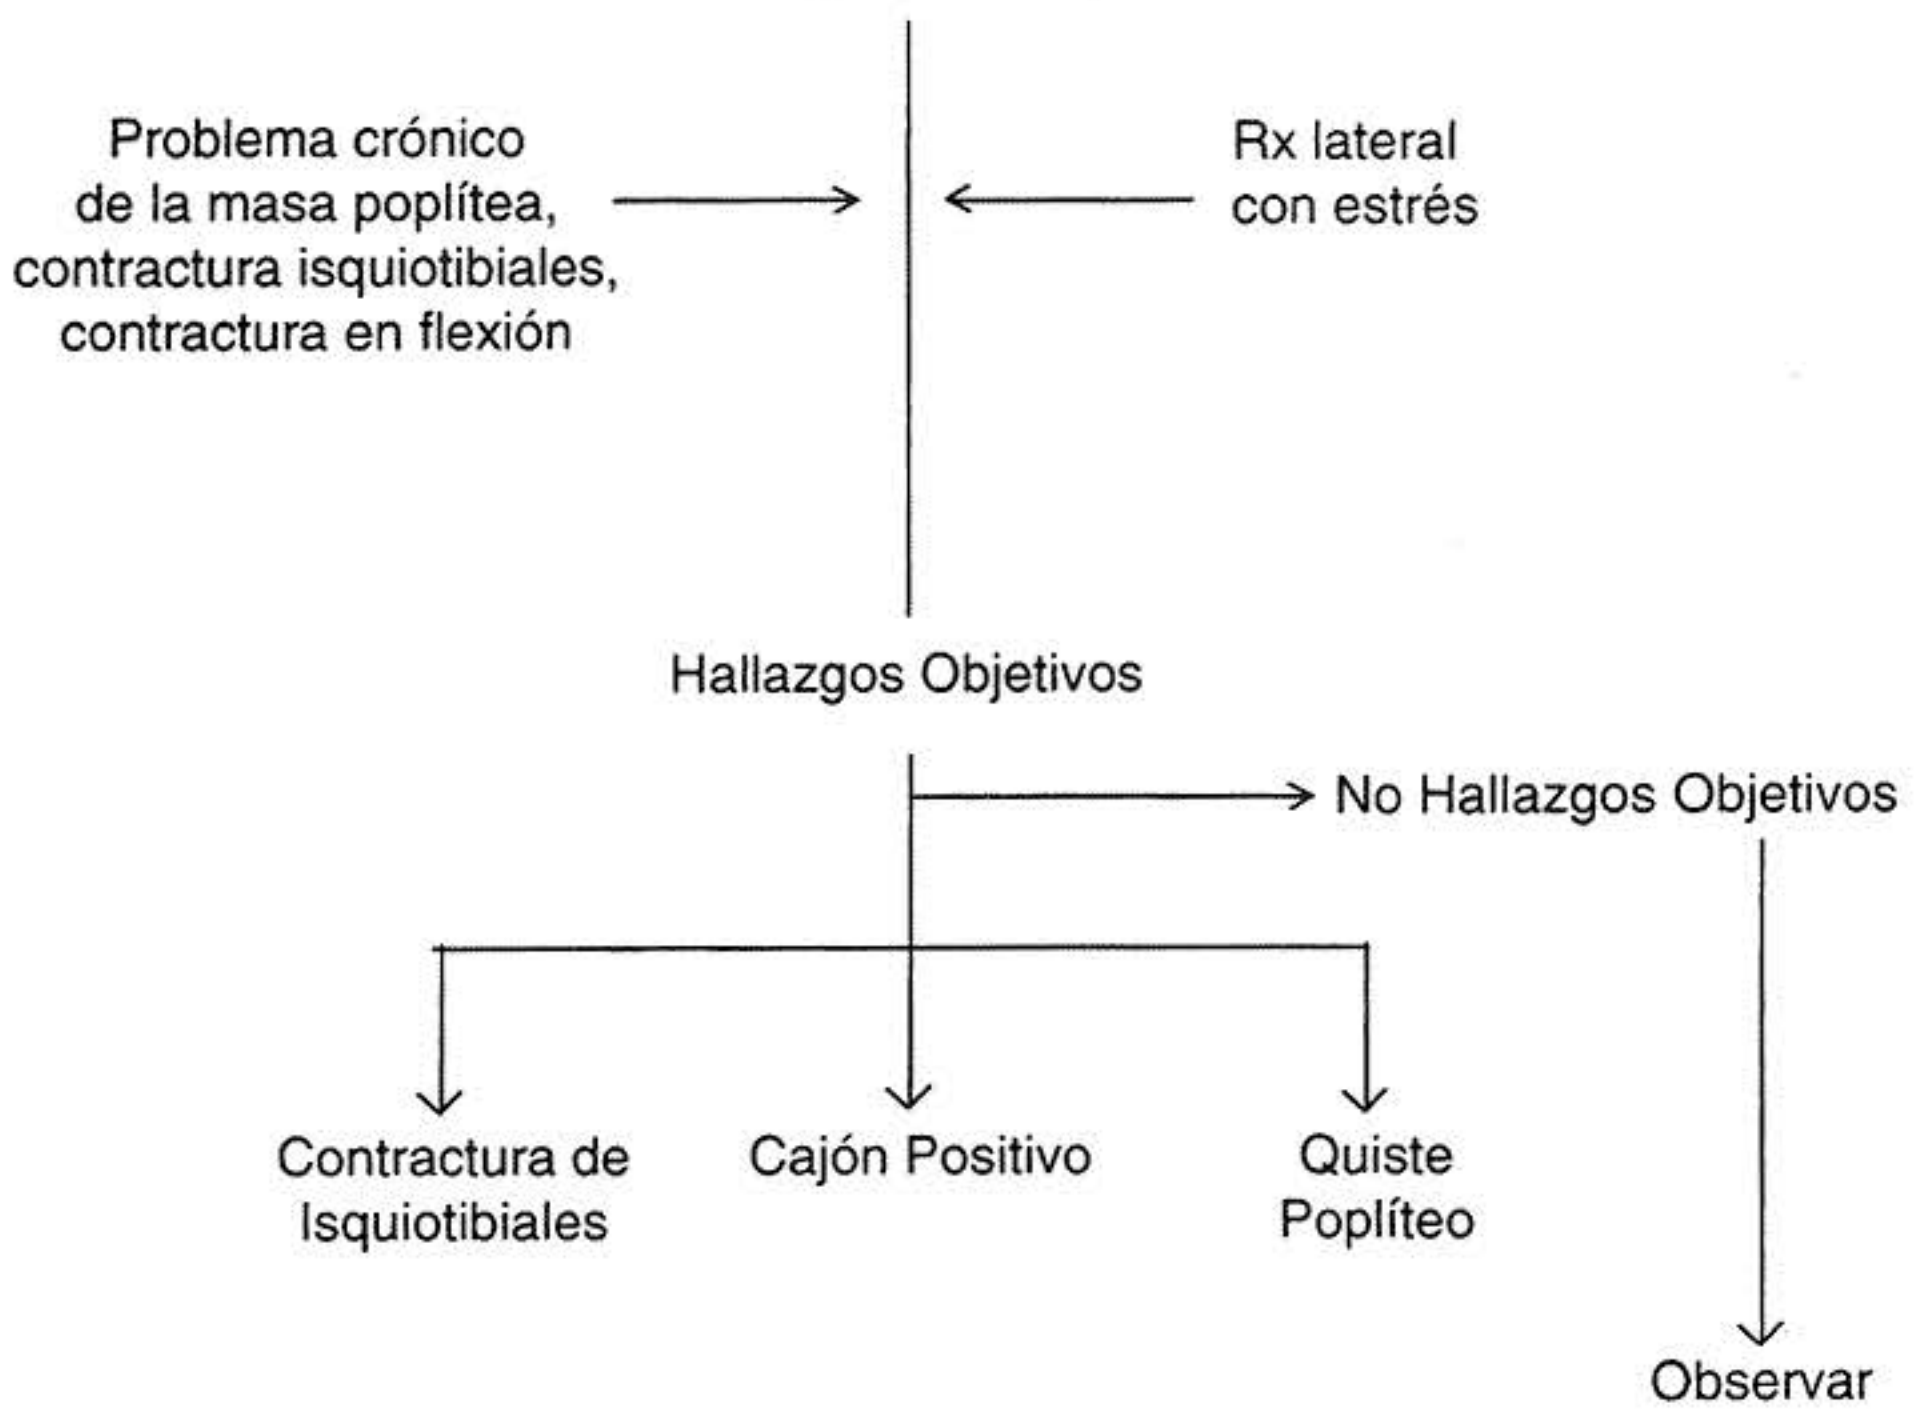 Problema crónico
de la masa poplítea,
contractura isquiotibiales,
contractura en flexión
Rx lateral
con estrés
Hallazgos Objetivos
No Hallazgos Objetivos
Contractura de
Isquiotibiales
Cajón Positivo
Quiste
Poplíteo
Observar